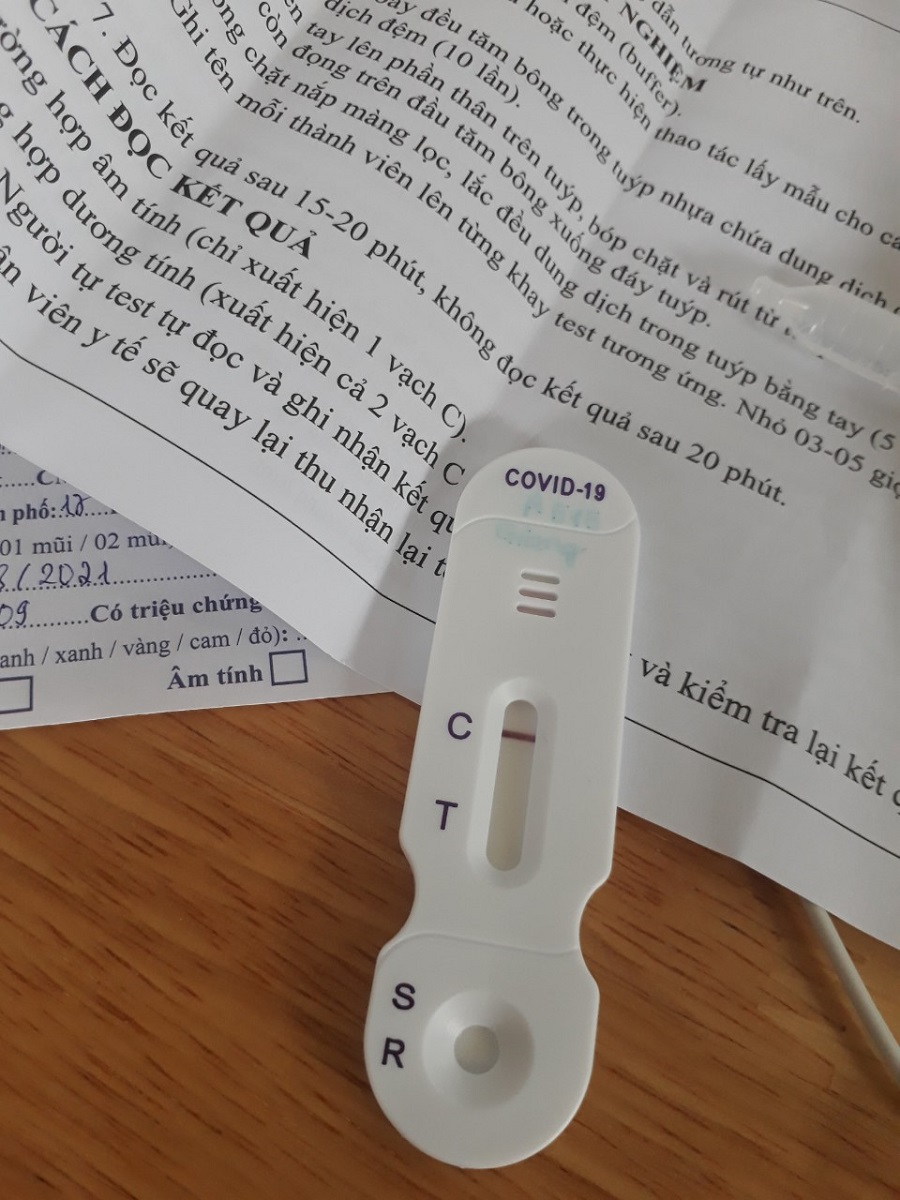 dẫn tương tự như trên.
hoặc thực hiện thao tác lấy mẫu cho
NGHIỆM
đệm (buffer).
đều tăm bông trong tuýp nhựa chứa dung dịch
dịch đệm (10 lần).
tay lên phần thân trên tuýp, bóp chặt và rút từ
còn đọng trên đầu tăm bông xuống đáy tuýp.
chặt nắp màng lọc, lắc đều dung dịch trong tuýp bằng tay (5
Ghi tên mỗi thành viên lên từng khay test tương ứng. Nhỏ 03-05
7. Đọc kết quả sau 15-20 phút, không đọc kết quả sau 20 phút.
CÁCH ĐỌC KẾT QUẢ
hợp âm tính (chỉ xuất hiện 1 vạch C).
hợp dương tính (xuất hiện cả 2 vạch C
Người tự test tự đọc và ghi nhận kết
viên y tế sẽ quay lại thu nhận lại
và kiểm tra lại kết
phố:
01 mũi / 02
/2021
09 Có triệu chứng
/ xanh / vàng / cam / đỏ):
Âm tính
COVID-19
C
T
S
R